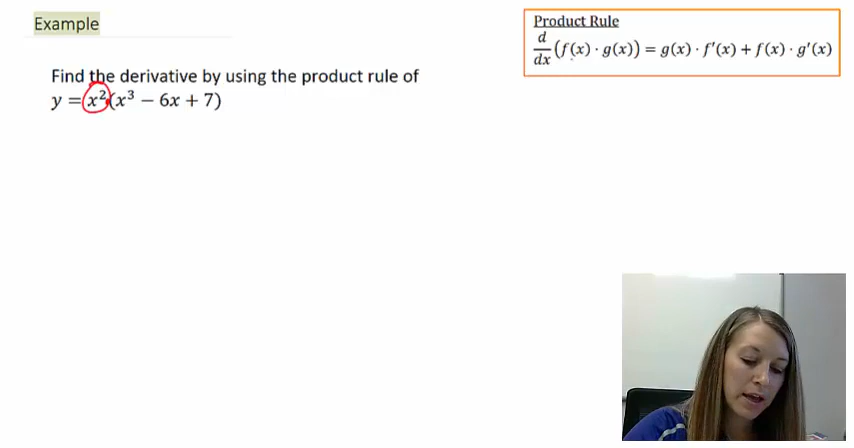 Example
Product Rule
d/dx (f(x) · g(x)) = g(x) · f′(x) + f(x) · g′(x)
Find the derivative by using the product rule of
y = x²(x³ − 6x + 7)